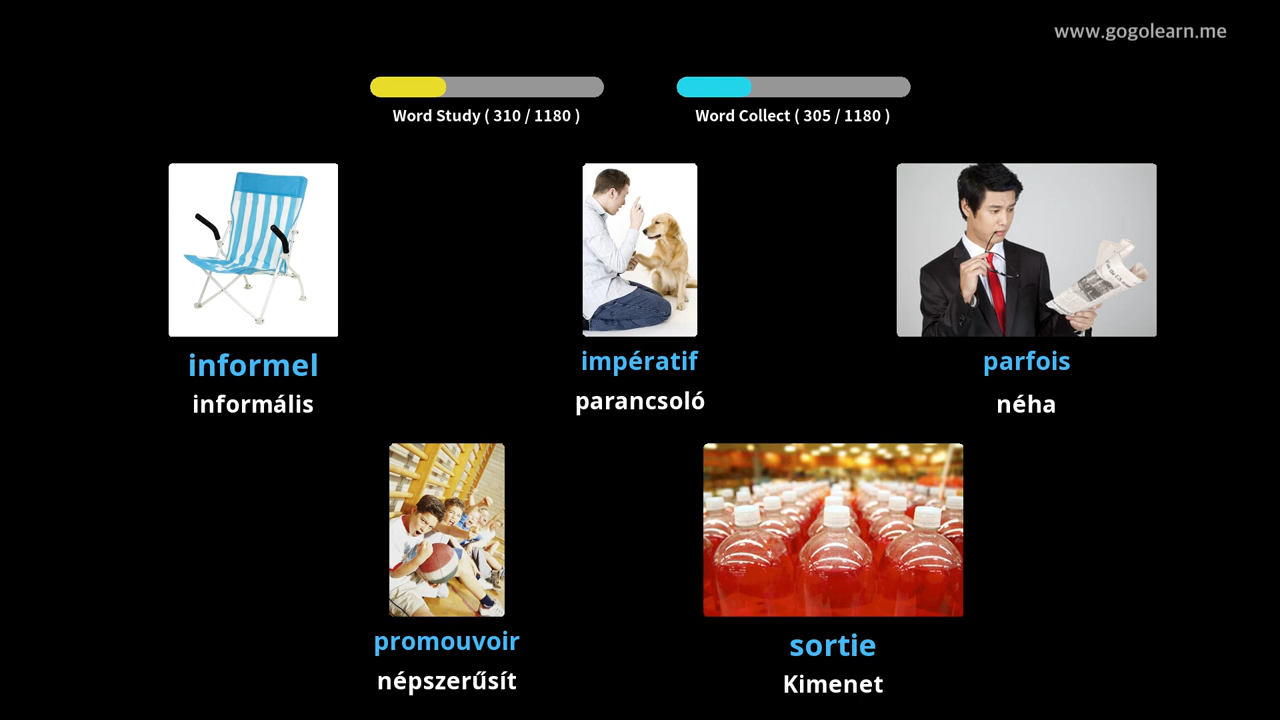 www.gogolearn.me
Word Study ( 310 / 1180 )
Word Collect ( 305 / 1180 )
informel
informális
impératif
parancsoló
parfois
néha
promouvoir
népszerűsít
sortie
Kimenet